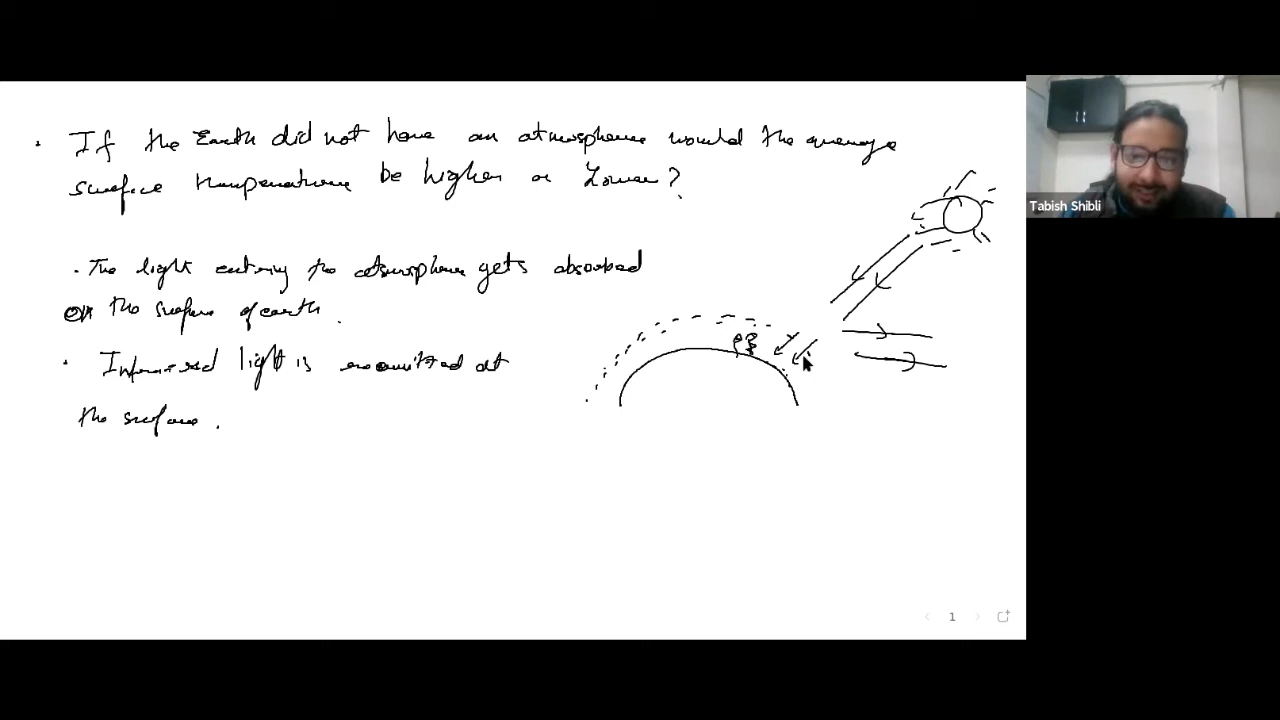 If the Earth did not have an atmosphere would the average
surface temperature be higher or Lower?
Tabish Shibli
. The light entering the atmosphere gets absorbed
on the surface of earth.
Infrared light is reemitted at
the surface.
1